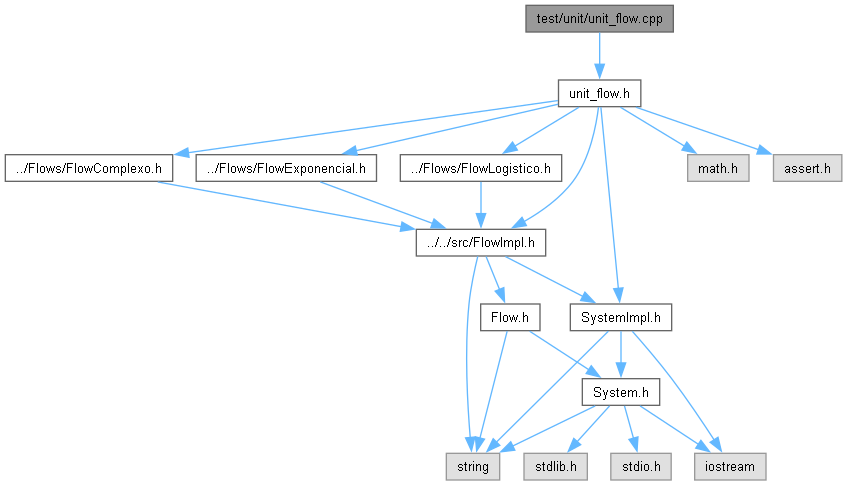 test/unit/unit_flow.cpp
unit_flow.h
../Flows/FlowComplexo.h
../Flows/FlowExponencial.h
../Flows/FlowLogistico.h
math.h
assert.h
../../src/FlowImpl.h
Flow.h
SystemImpl.h
System.h
string
stdlib.h
stdio.h
iostream